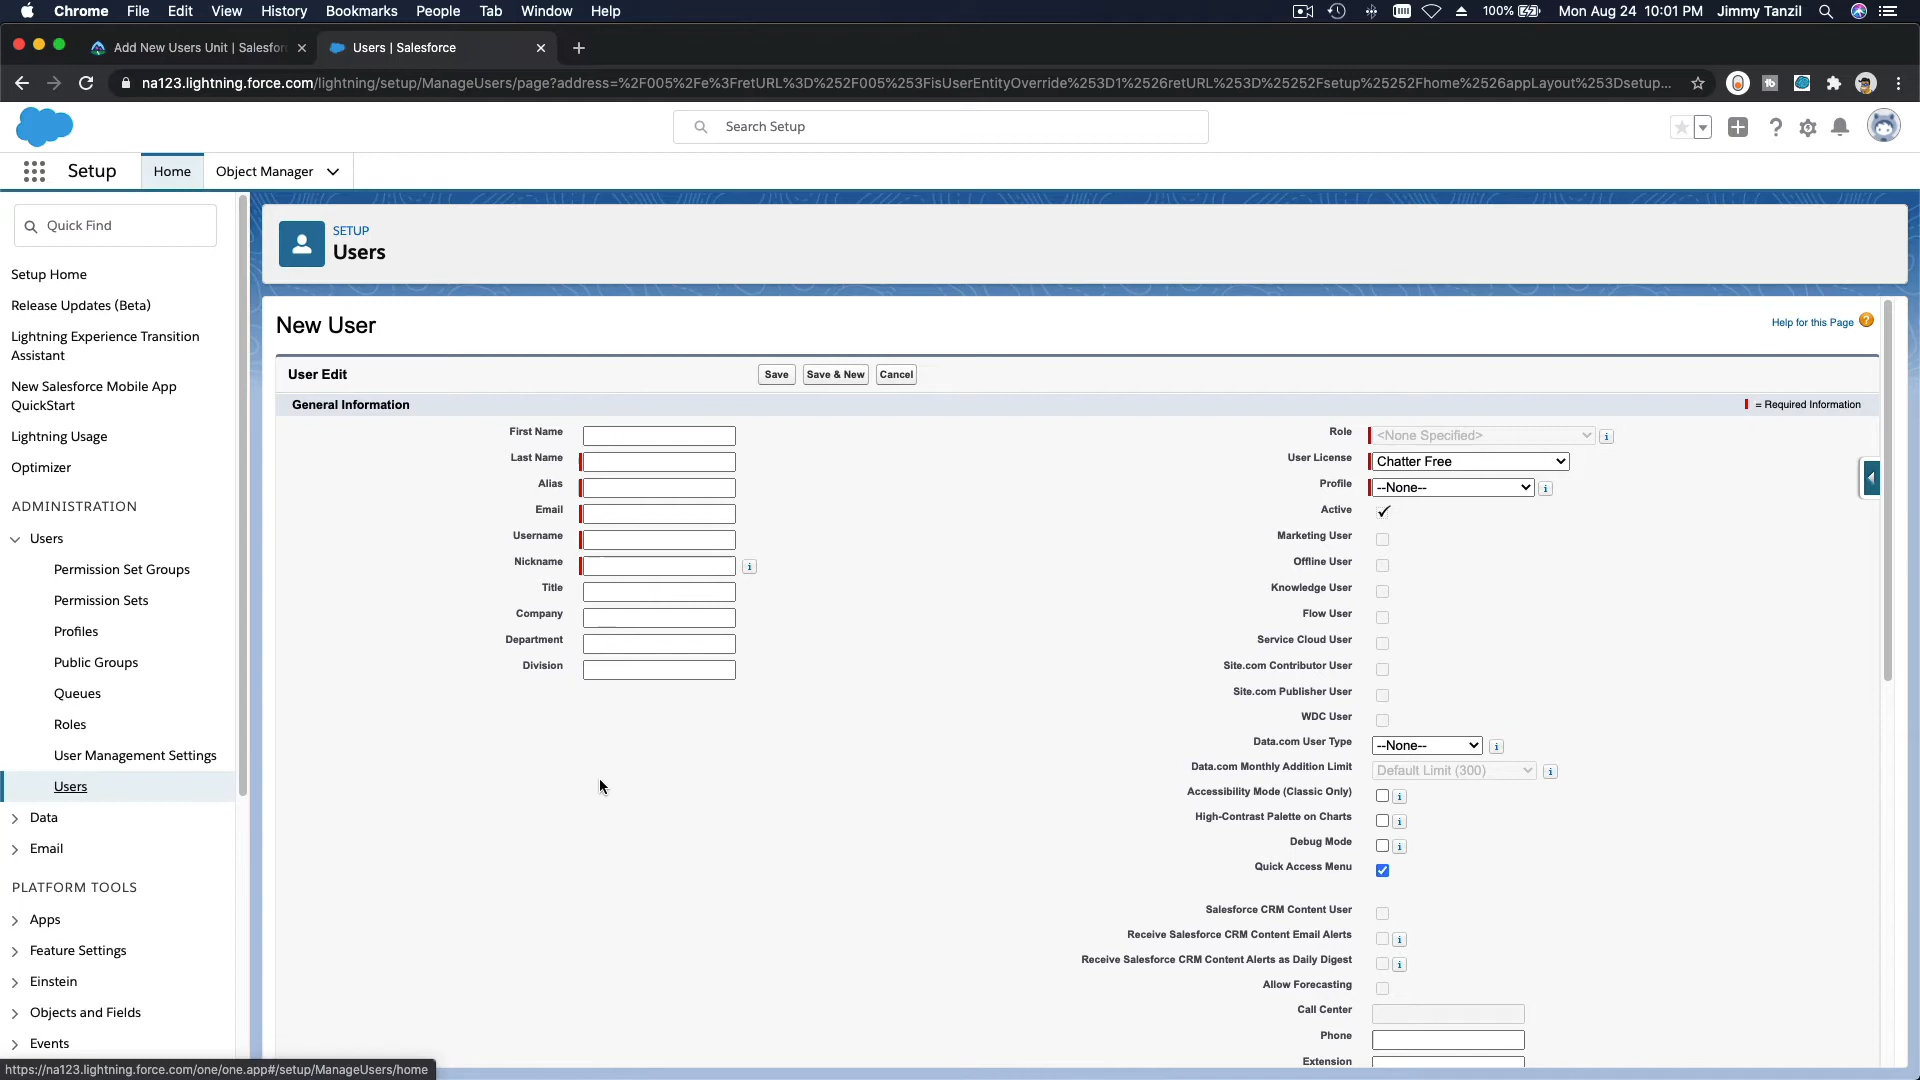 Chrome File Edit View History Bookmarks People Tab Window Help 100% Mon Aug 24 10:01 PM Jimmy Tanzil
Add New Users Unit | Salesfor Users | Salesforce
na123.lightning.force.com/lightning/setup/ManageUsers/page?address=%2F005%2Fe%3FretURL%3D%252F005%253FisUserEntityOverride%253D1%2526retURL%253D%25252Fsetup%25252Fhome%2526appLayout%253Dsetup...
Search Setup
Setup Home Object Manager
Quick Find
Setup Home
Release Updates (Beta)
Lightning Experience Transition
Assistant
New Salesforce Mobile App
QuickStart
Lightning Usage
Optimizer
ADMINISTRATION
Users
Permission Set Groups
Permission Sets
Profiles
Public Groups
Queues
Roles
User Management Settings
Users
Data
Email
PLATFORM TOOLS
Apps
Feature Settings
Einstein
Objects and Fields
Events
https://na123.lightning.force.com/one/one.app#/setup/ManageUsers/home
SETUP
Users
New User
Help for this Page ?
User Edit Save Save & New Cancel
General Information = Required Information
First Name
Last Name
Alias
Email
Username
Nickname i
Title
Company
Department
Division
Role <None Specified> i
User License Chatter Free
Profile --None-- i
Active
Marketing User
Offline User
Knowledge User
Flow User
Service Cloud User
Site.com Contributor User
Site.com Publisher User
WDC User
Data.com User Type --None-- i
Data.com Monthly Addition Limit Default Limit (300) i
Accessibility Mode (Classic Only) i
High-Contrast Palette on Charts i
Debug Mode i
Quick Access Menu
Salesforce CRM Content User
Receive Salesforce CRM Content Email Alerts i
Receive Salesforce CRM Content Alerts as Daily Digest i
Allow Forecasting
Call Center
Phone
Extension